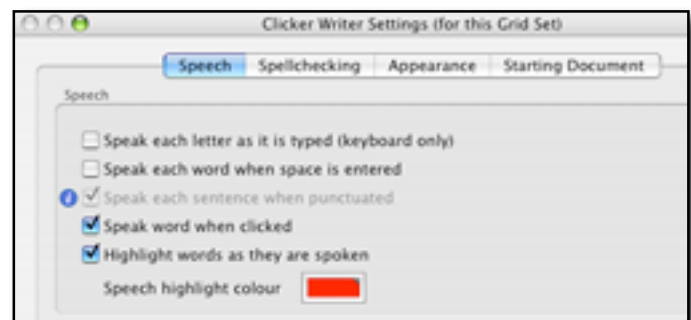 Clicker Writer Settings (for this Grid Set)
Speech Spellchecking Appearance Starting Document
Speech
Speak each letter as it is typed (keyboard only)
Speak each word when space is entered
Speak each sentence when punctuated
Speak word when clicked
Highlight words as they are spoken
Speech highlight colour